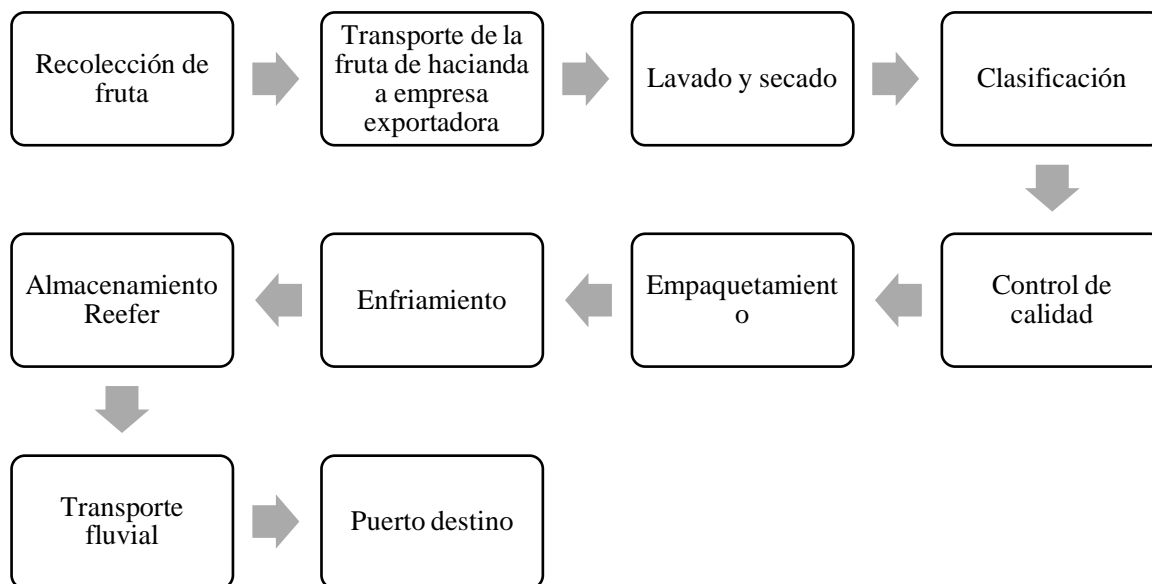 Recolección de
fruta
Transporte de la
fruta de hacianda
a empresa
exportadora
Lavado y secado
Clasificación
Control de
calidad
Empaquetamient
o
Enfriamiento
Almacenamiento
Reefer
Transporte
fluvial
Puerto destino